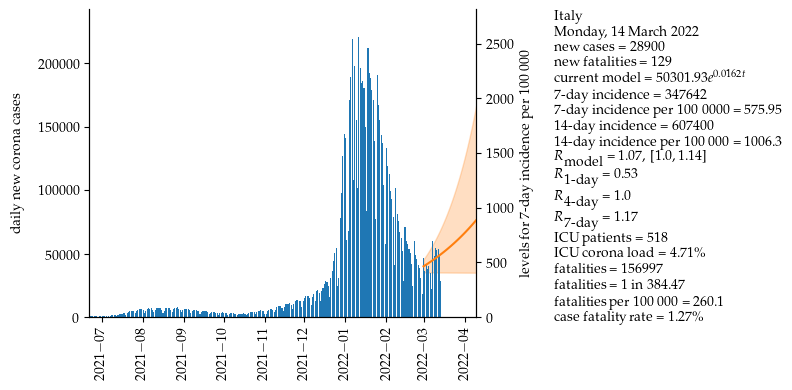 daily new corona cases
200000
150000
100000
50000
0
2500
2000
1500
1000
500
0
levels for 7-day incidence per 100 000
2021−07
2021−08
2021−09
2021−10
2021−11
2021−12
2022−01
2022−02
2022−03
2022−04
Italy
Monday, 14 March 2022
new cases = 28900
new fatalities = 129
current model = 50301.93e^0.0162t
7-day incidence = 347642
7-day incidence per 100 0000 = 575.95
14-day incidence = 607400
14-day incidence per 100 000 = 1006.3
R_model = 1.07, [1.0, 1.14]
R_1-day = 0.53
R_4-day = 1.0
R_7-day = 1.17
ICU patients = 518
ICU corona load = 4.71%
fatalities = 156997
fatalities = 1 in 384.47
fatalities per 100 000 = 260.1
case fatality rate = 1.27%